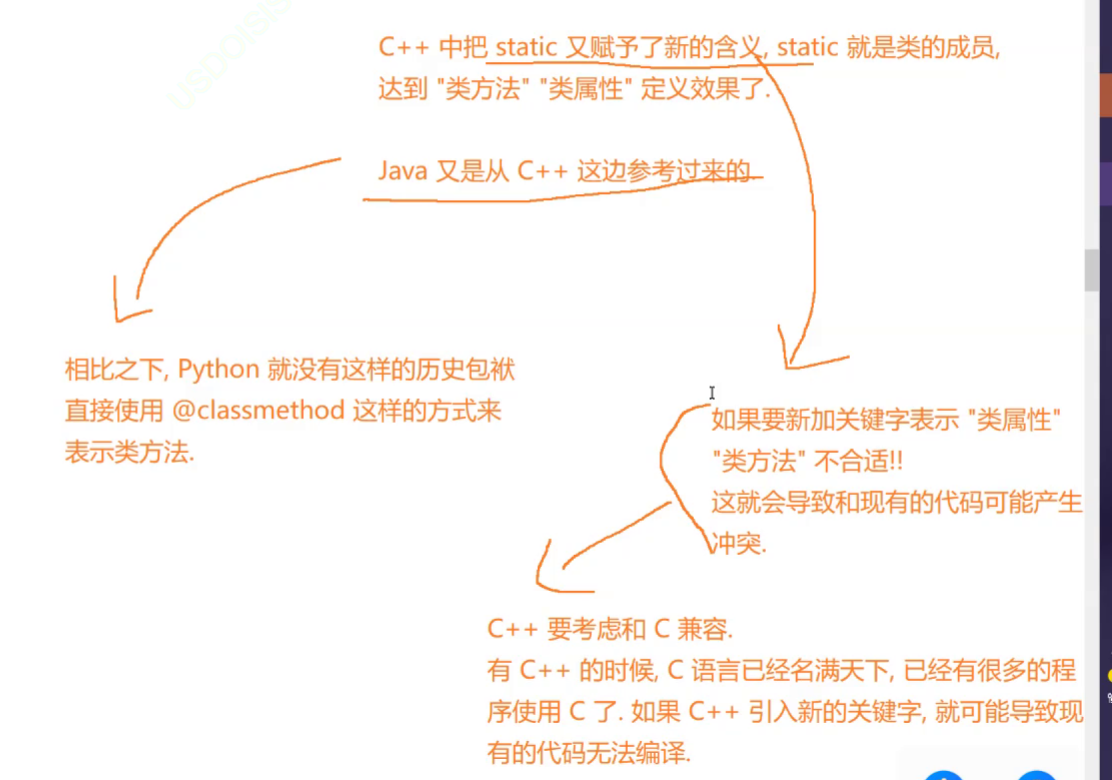 C++ 中把 static 又赋予了新的含义, static 就是类的成员,
达到 "类方法" "类属性" 定义效果了.
Java 又是从 C++ 这边参考过来的.
相比之下, Python 就没有这样的历史包袱
直接使用 @classmethod 这样的方式来
表示类方法.
如果要新加关键字表示 "类属性"
"类方法" 不合适!!
这就会导致和现有的代码可能产生
冲突.
C++ 要考虑和 C 兼容.
有 C++ 的时候, C 语言已经名满天下, 已经有很多的程
序使用 C 了. 如果 C++ 引入新的关键字, 就可能导致现
有的代码无法编译.